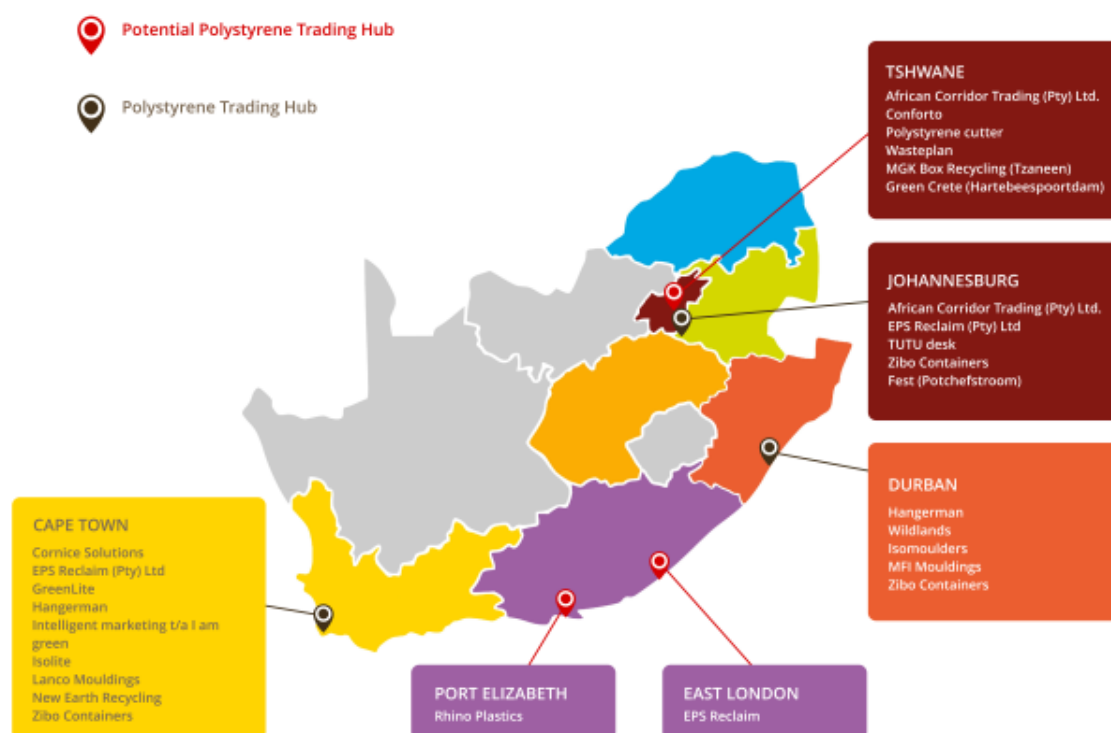 Potential Polystyrene Trading Hub
Polystyrene Trading Hub
TSHWANE
African Corridor Trading (Pty) Ltd.
Conforto
Polystyrene cutter
Wasteplan
MGK Box Recycling (Tzaneen)
Green Crete (Hartebeespoortdam)
JOHANNESBURG
African Corridor Trading (Pty) Ltd.
EPS Reclaim (Pty) Ltd
TUTU desk
Zibo Containers
Fest (Potchefstroom)
DURBAN
Hangerman
Wildlands
Isomoulders
MFI Mouldings
Zibo Containers
CAPE TOWN
Cornice Solutions
EPS Reclaim (Pty) Ltd
GreenLite
Hangerman
Intelligent marketing t/a I am
green
Isolite
Lanco Mouldings
New Earth Recycling
Zibo Containers
PORT ELIZABETH
Rhino Plastics
EAST LONDON
EPS Reclaim